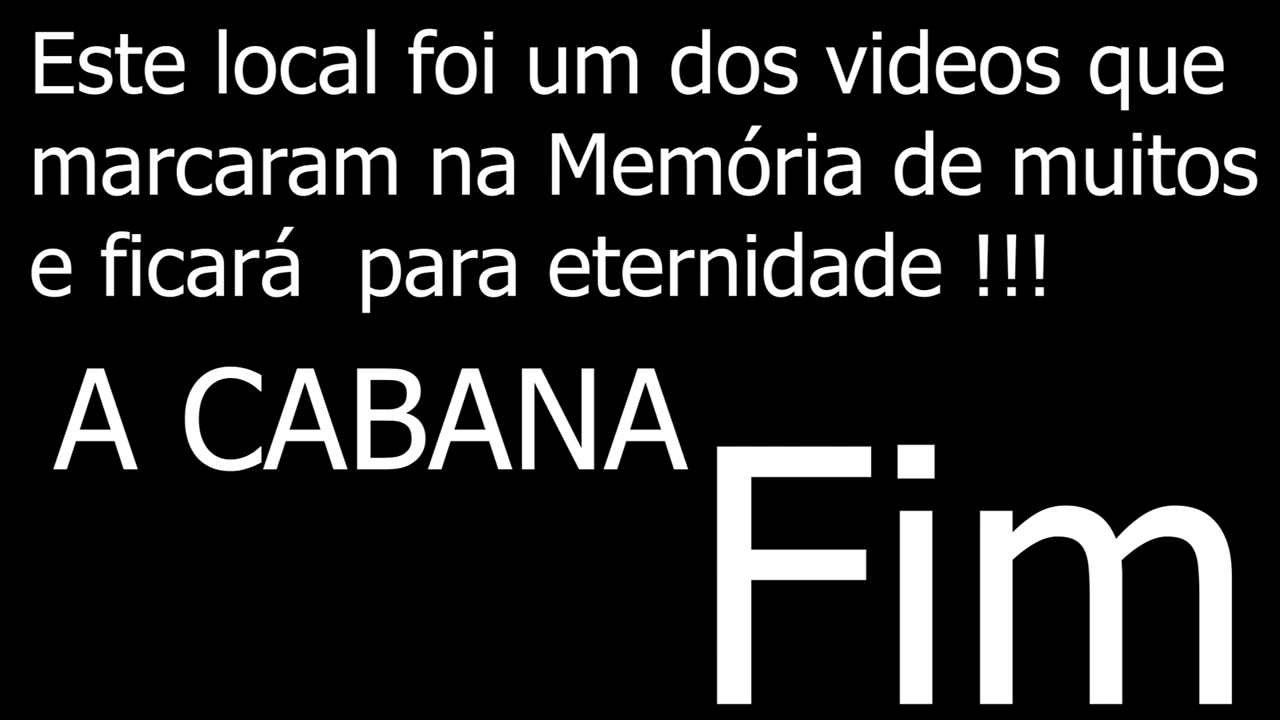 Este local foi um dos videos que
marcaram na Memória de muitos
e ficará  para eternidade !!!
A CABANA
Fim